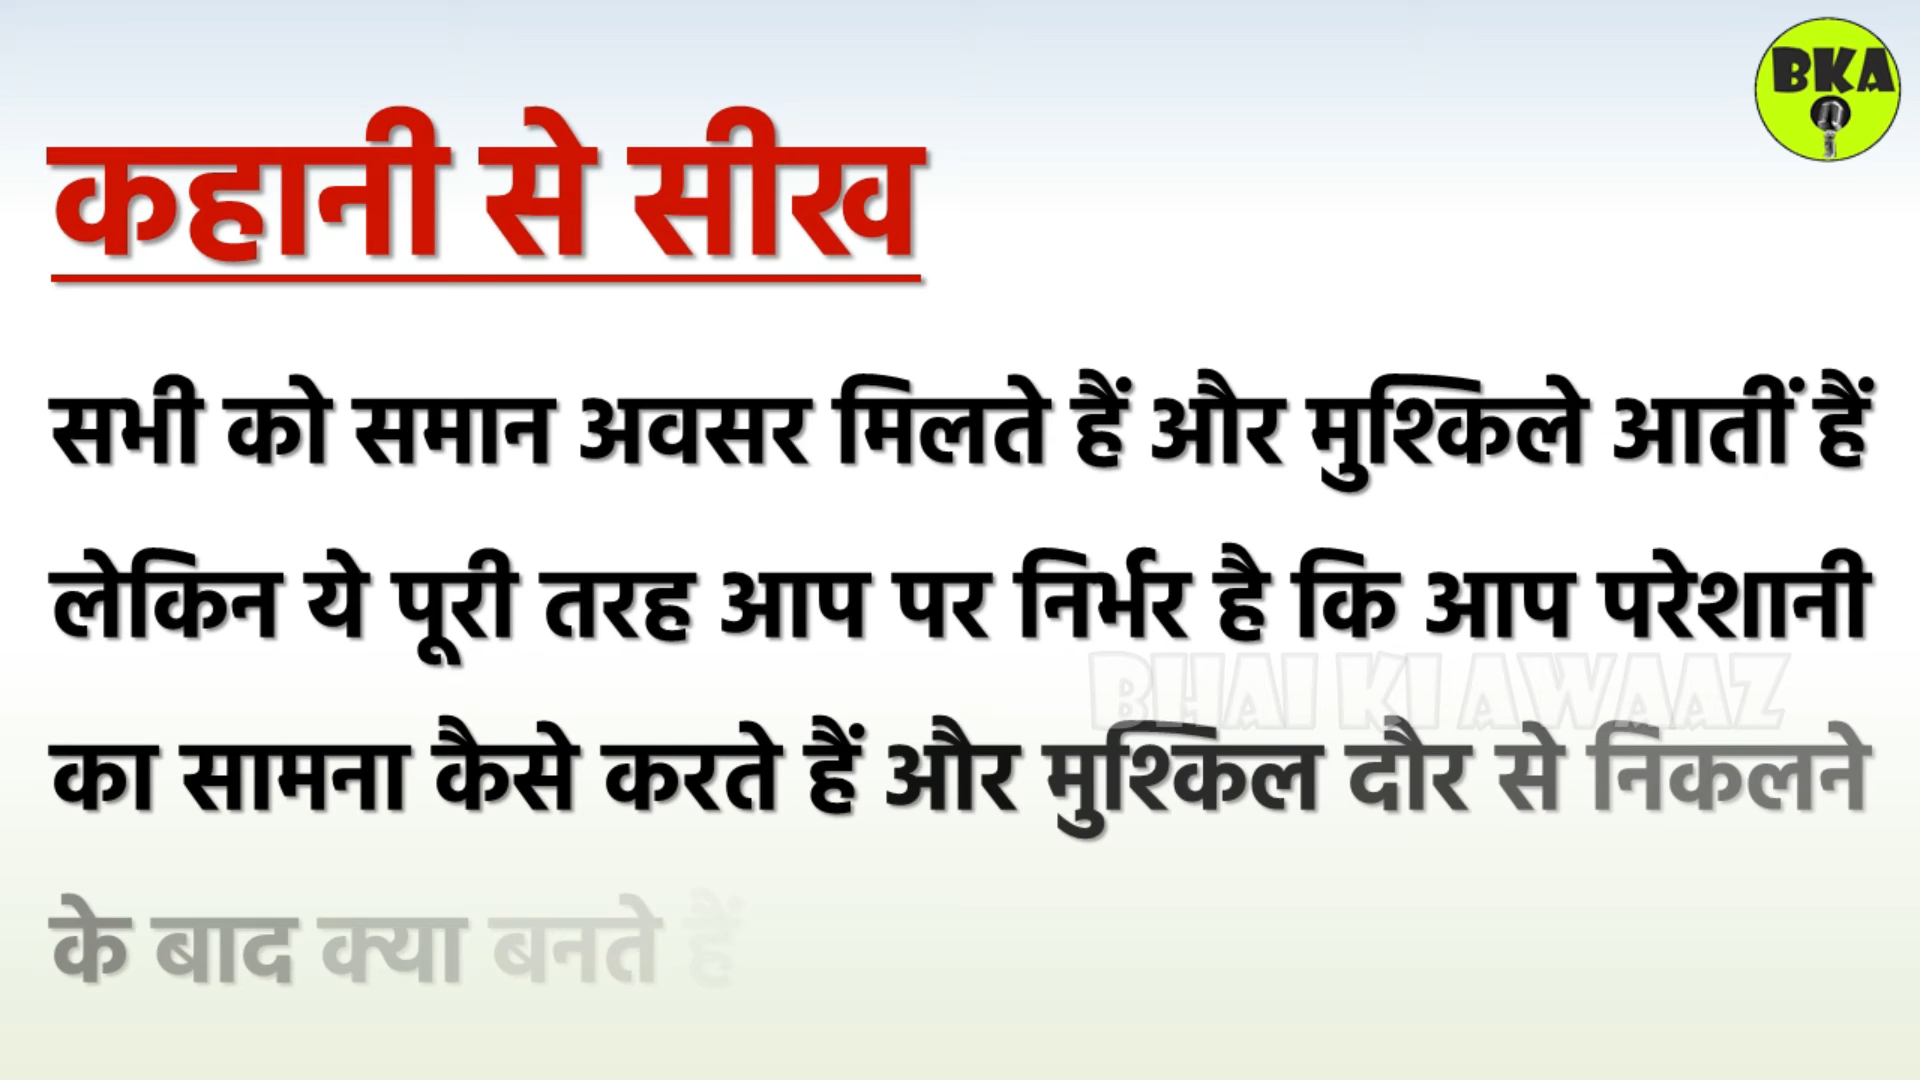 BKA
कहानी से सीख
सभी को समान अवसर मिलते हैं और मुश्किले आतीं हैं
लेकिन ये पूरी तरह आप पर निर्भर है कि आप परेशानी
BHAI KI AWAAZ
का सामना कैसे करते हैं और मुश्किल दौर से निकलने
के बाद क्या बनते हैं